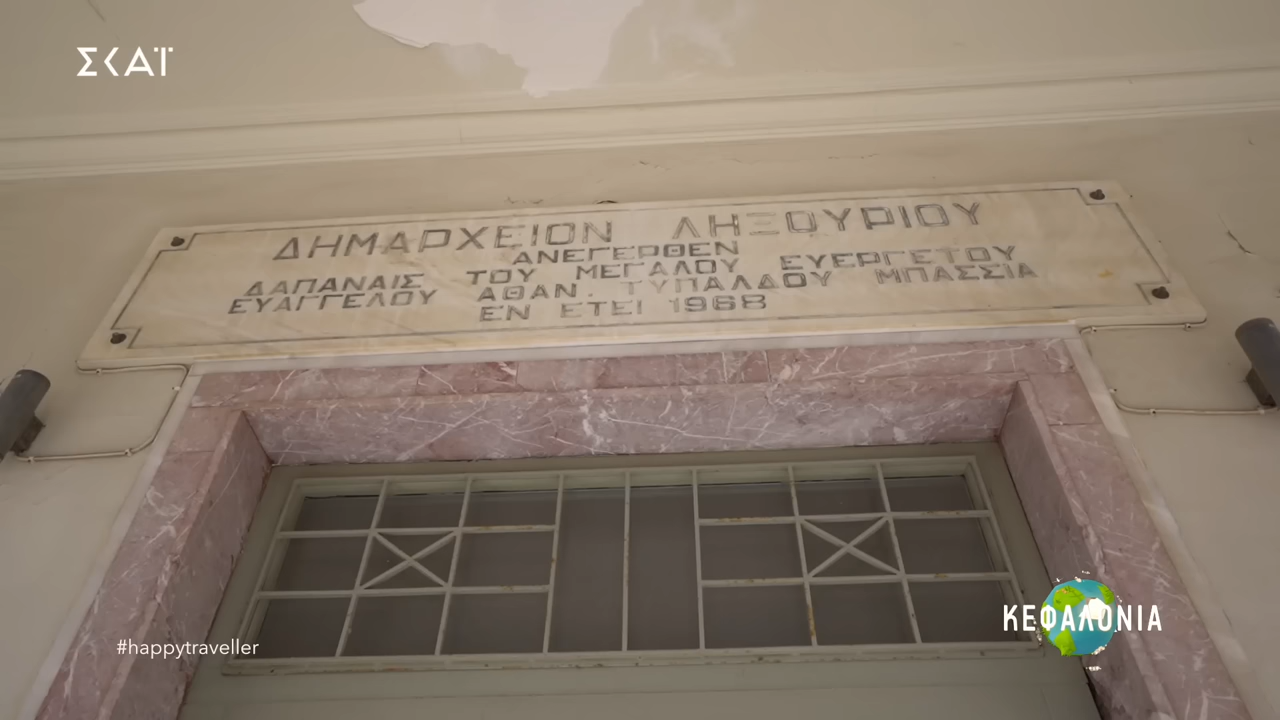 ΣΚΑΪ
ΔΗΜΑΡΧΕΙΟΝ ΛΗΞΟΥΡΙΟΥ
ΑΝΕΓΕΡΘΕΝ
ΔΑΠΑΝΑΙΣ ΤΟΥ ΜΕΓΑΛΟΥ ΕΥΕΡΓΕΤΟΥ
ΕΥΑΓΓΕΛΟΥ ΑΘΑΝ. ΤΥΠΑΛΔΟΥ ΜΠΑΣΣΙΑ
ΕΝ ΕΤΕΙ 1968
ΚΕΦΑΛΟΝΙΑ
#happytraveller